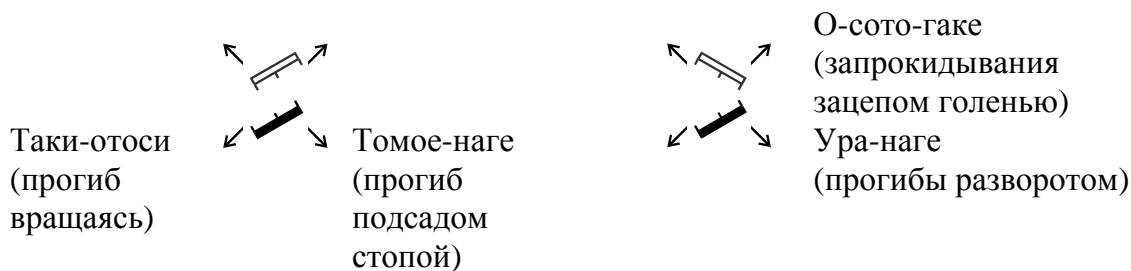 О-сото-гаке
(запрокидывания
зацепом голенью)
Таки-отоси
(прогиб
вращаясь)
Томое-наге
(прогиб
подсадом
стопой)
Ура-наге
(прогибы разворотом)